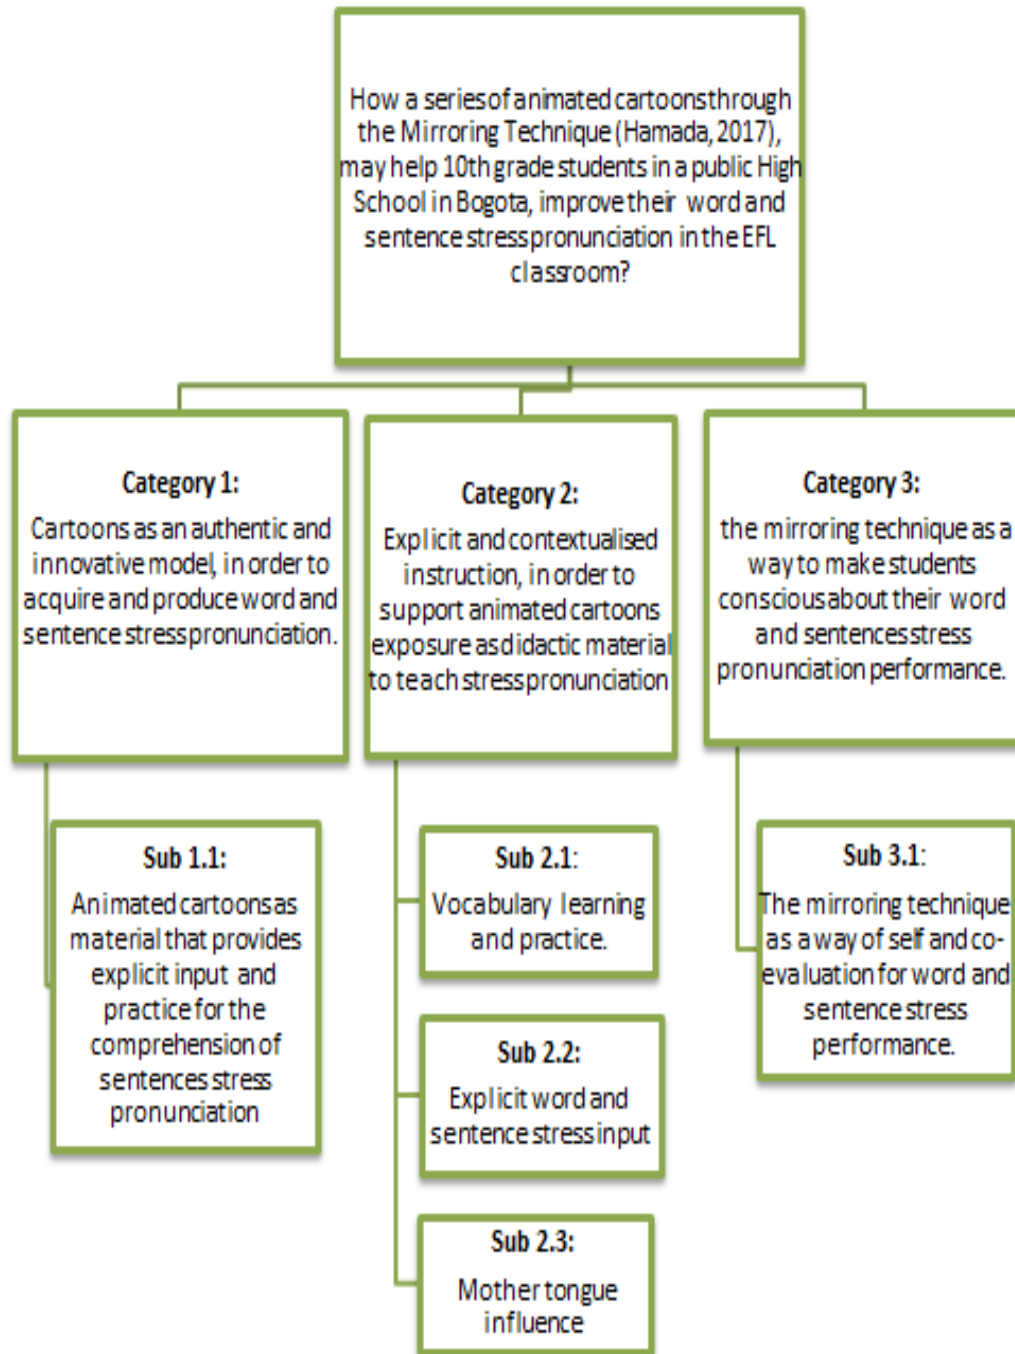 How a series of animated cartoons through
the Mirroring Technique (Hamada, 2017),
may help 10th grade students in a public High
School in Bogota, improve their word and
sentence stress pronunciation in the EFL
classroom?
Category 1:
Cartoons as an authentic and
innovative model, in order to
acquire and produce word and
sentence stress pronunciation.
Category 2:
Explicit and contextualised
instruction, in order to
support animated cartoons
exposure as didactic material
to teach stress pronunciation
Category 3:
the mirroring technique as a
way to make students
conscious about their word
and sentences stress
pronunciation performance.
Sub 1.1:
Animated cartoons as
material that provides
explicit input and
practice for the
comprehension of
sentences stress
pronunciation
Sub 2.1:
Vocabulary learning
and practice.
Sub 2.2:
Explicit word and
sentence stress input
Sub 2.3:
Mother tongue
influence
Sub 3.1:
The mirroring technique
as a way of self and co-
evaluation for word and
sentence stress
performance.